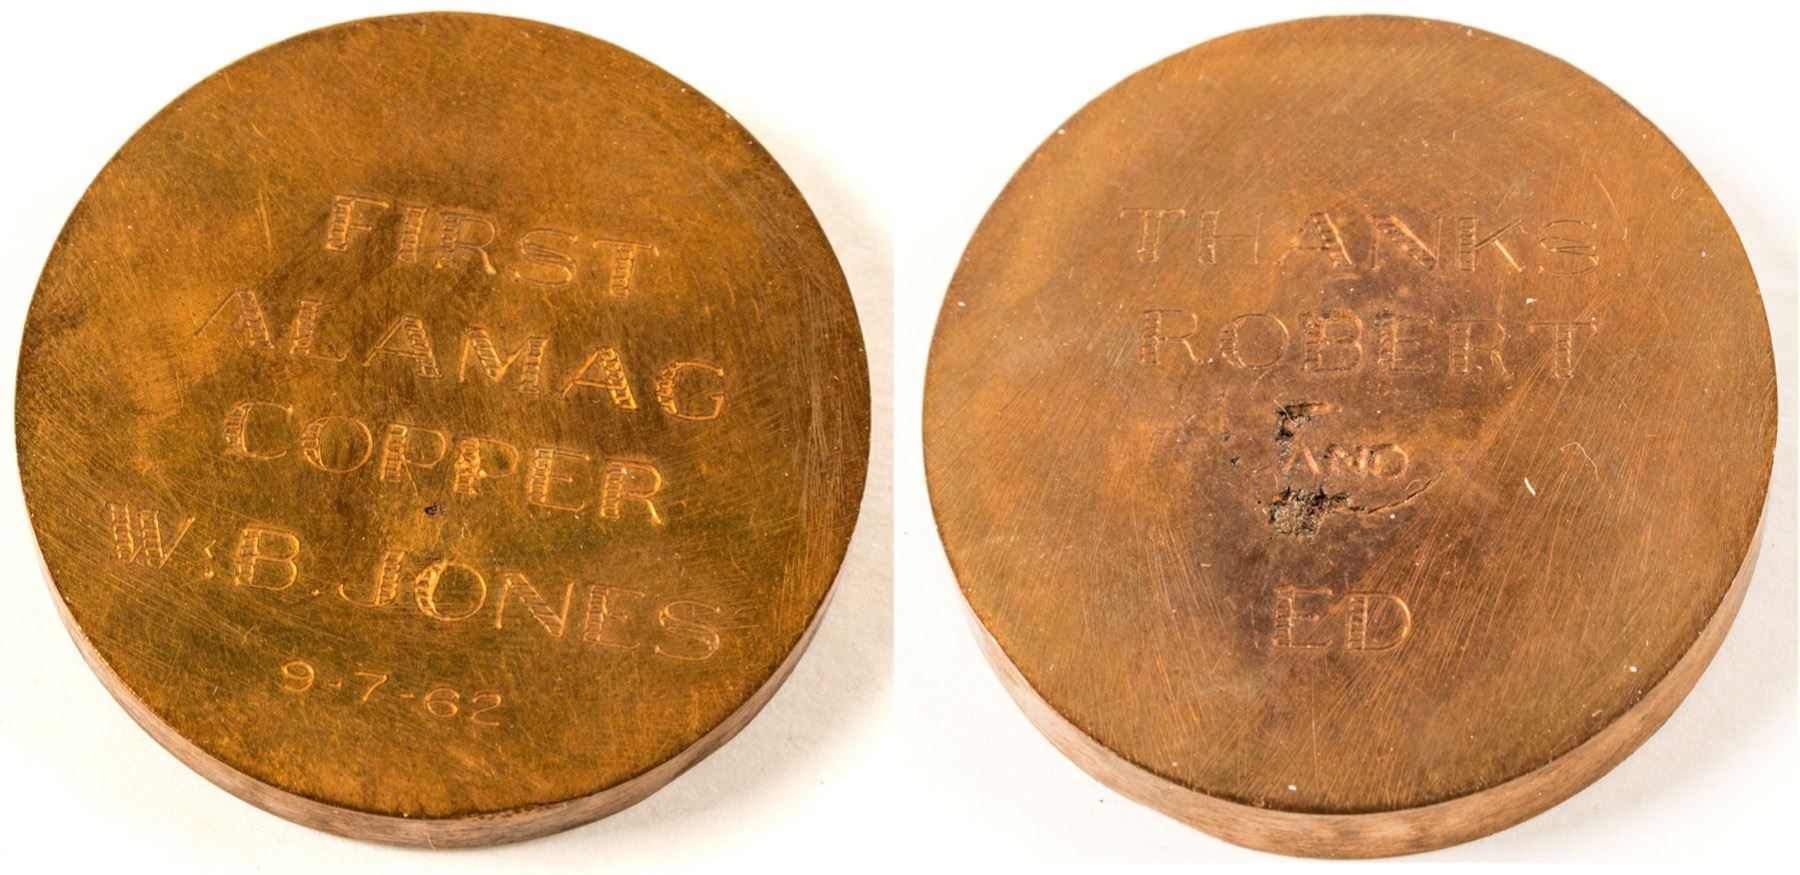 FIRST
ALAMAG
COPPER
W.B. JONES
9-7-62
THANKS
ROBERT
AND
ED